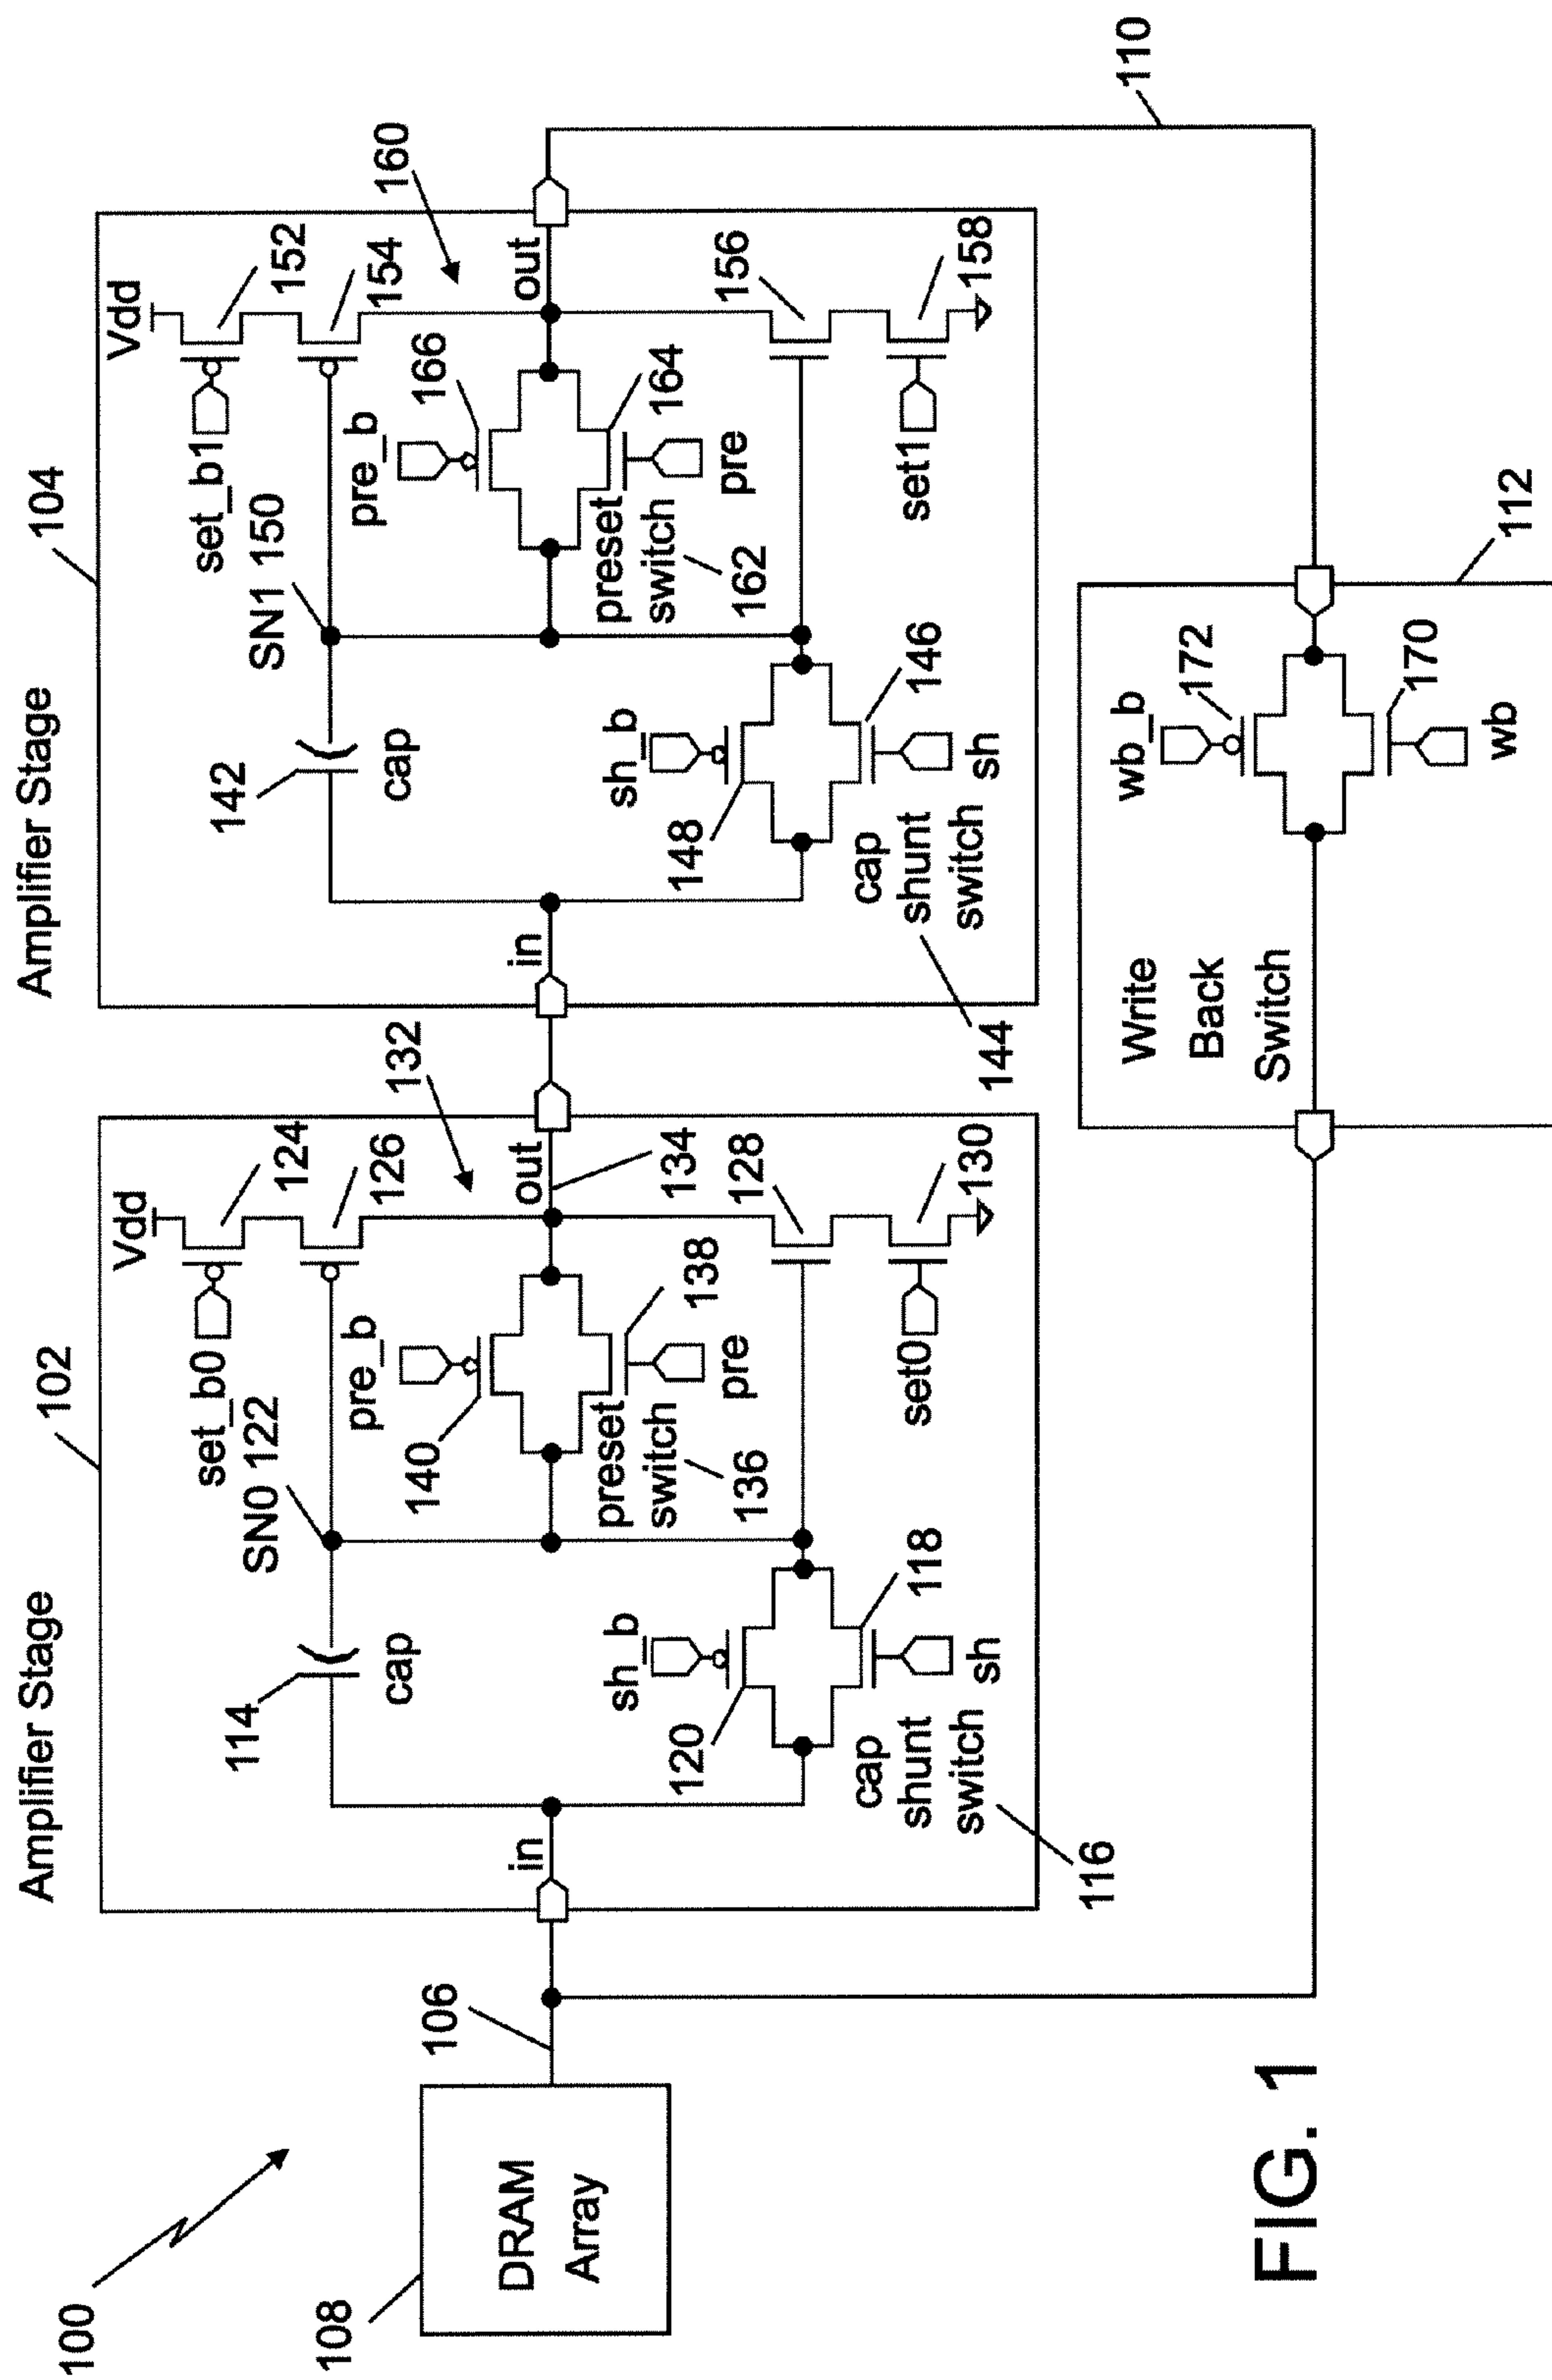 100
108
DRAM
Array
106
Amplifier Stage
102
in
114
cap
SN0 122
set_b0
Vdd
124
126
132
out
134
pre_b
140
preset
switch
136
138
pre
sh_b
120
118
sh
cap
shunt
switch
116
128
set0
130
Amplifier Stage
104
in
142
cap
SN1 150
set_b1
Vdd
152
154
160
out
pre_b
166
preset
switch
162
164
pre
sh_b
148
146
sh
cap
shunt
switch
144
156
set1
158
110
Write
Back
Switch
wb_b
172
170
wb
112
FIG. 1